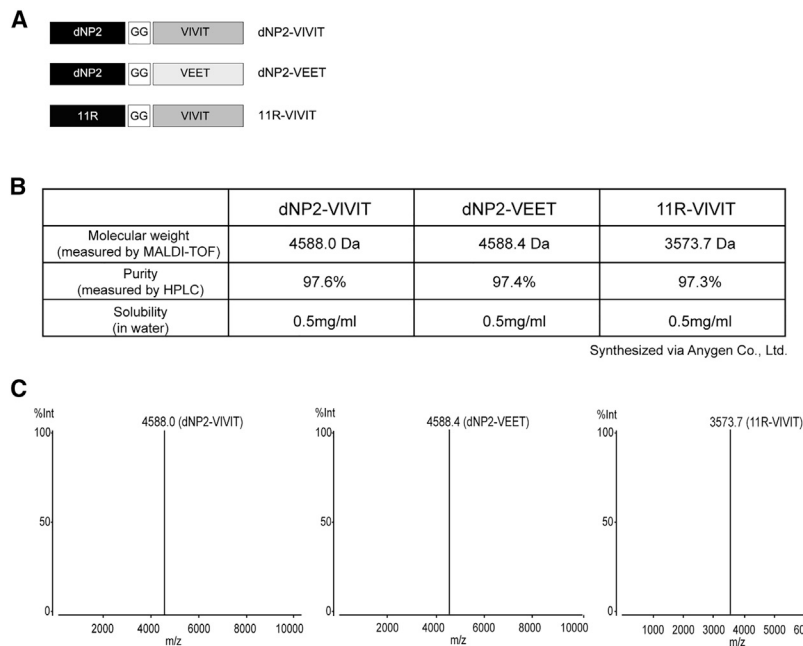 A
dNP2 GG VIVIT dNP2-VIVIT
dNP2 GG VEET dNP2-VEET
11R GG VIVIT 11R-VIVIT
B
dNP2-VIVIT dNP2-VEET 11R-VIVIT
Molecular weight
(measured by MALDI-TOF) 4588.0 Da 4588.4 Da 3573.7 Da
Purity
(measured by HPLC) 97.6% 97.4% 97.3%
Solubility
(in water) 0.5mg/ml 0.5mg/ml 0.5mg/ml
Synthesized via Anygen Co., Ltd.
C
%Int 4588.0 (dNP2-VIVIT)
100
50
0
2000 4000 6000 8000 10000
m/z
%Int 4588.4 (dNP2-VEET)
100
50
0
2000 4000 6000 8000 10000
m/z
%Int 3573.7 (11R-VIVIT)
100
50
0
1000 2000 3000 4000 5000
m/z